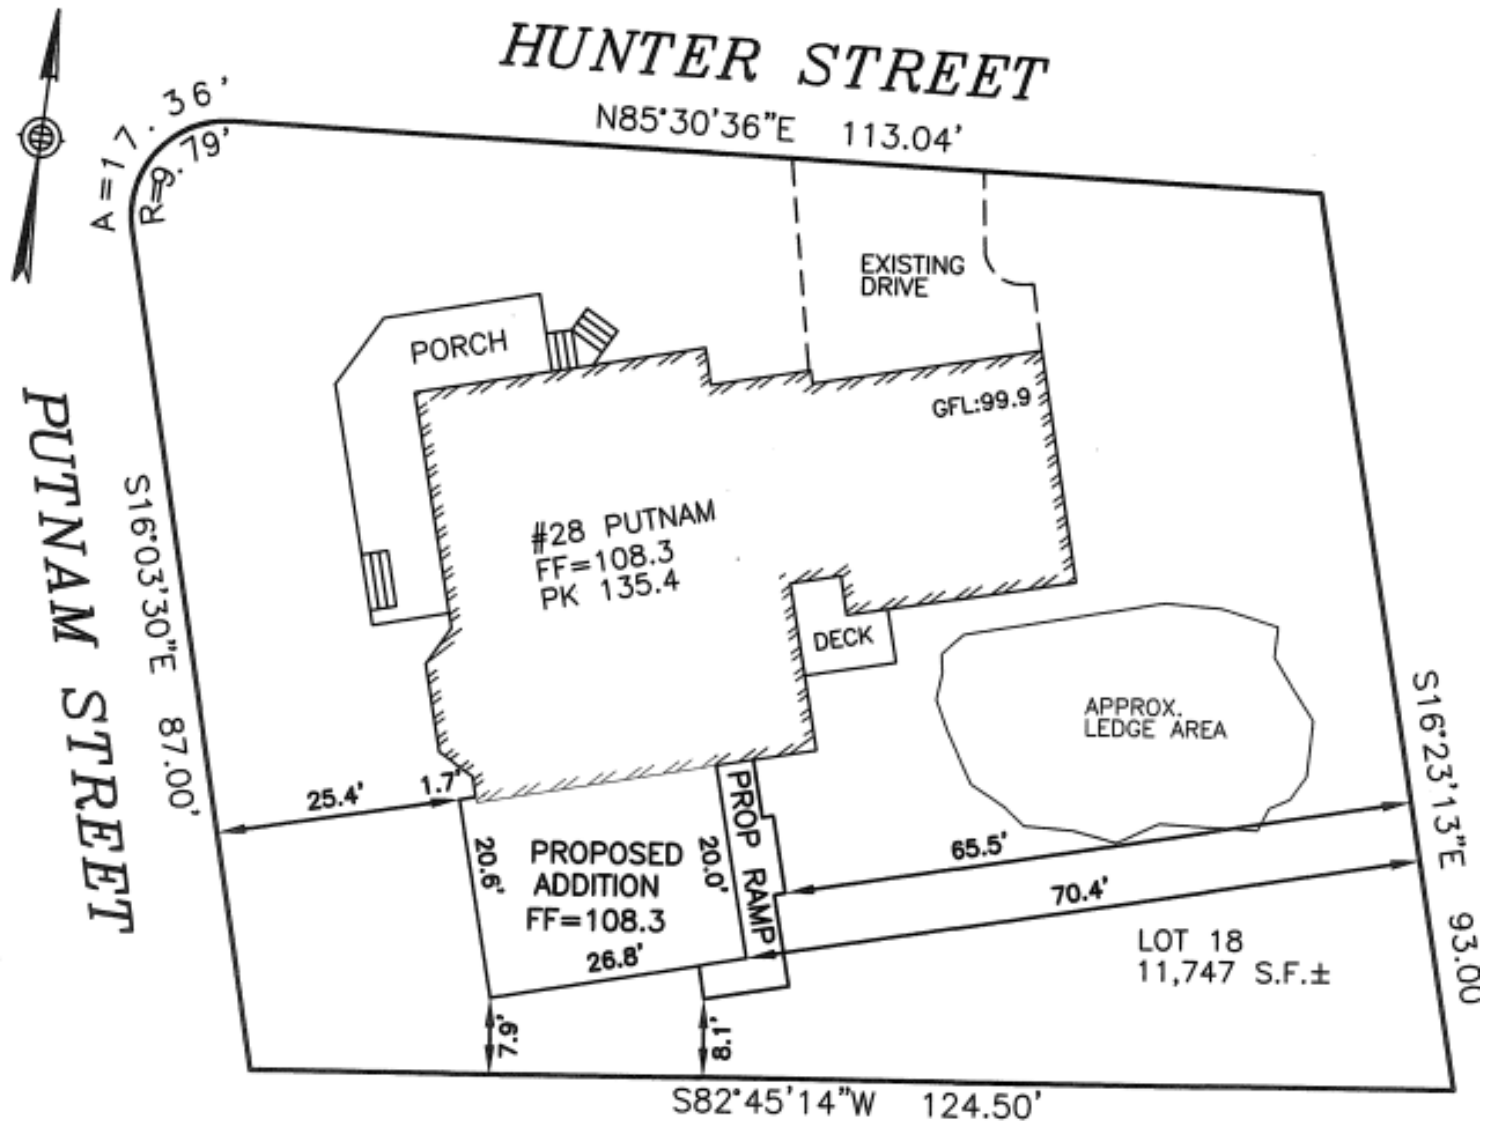 HUNTER STREET
N85°30'36"E 113.04'
A=17.36'
R=9.79'
EXISTING
DRIVE
PORCH
GFL:99.9
PUTNAM STREET
S16°03'30"E 87.00'
#28 PUTNAM
FF=108.3
PK 135.4
DECK
APPROX.
LEDGE AREA
S16°23'13"E 93.00
25.4'
1.7'
20.6'
PROPOSED
ADDITION
FF=108.3
20.0'
PROP RAMP
65.5'
70.4'
26.8'
LOT 18
11,747 S.F.±
7.9'
8.1'
S82°45'14"W 124.50'